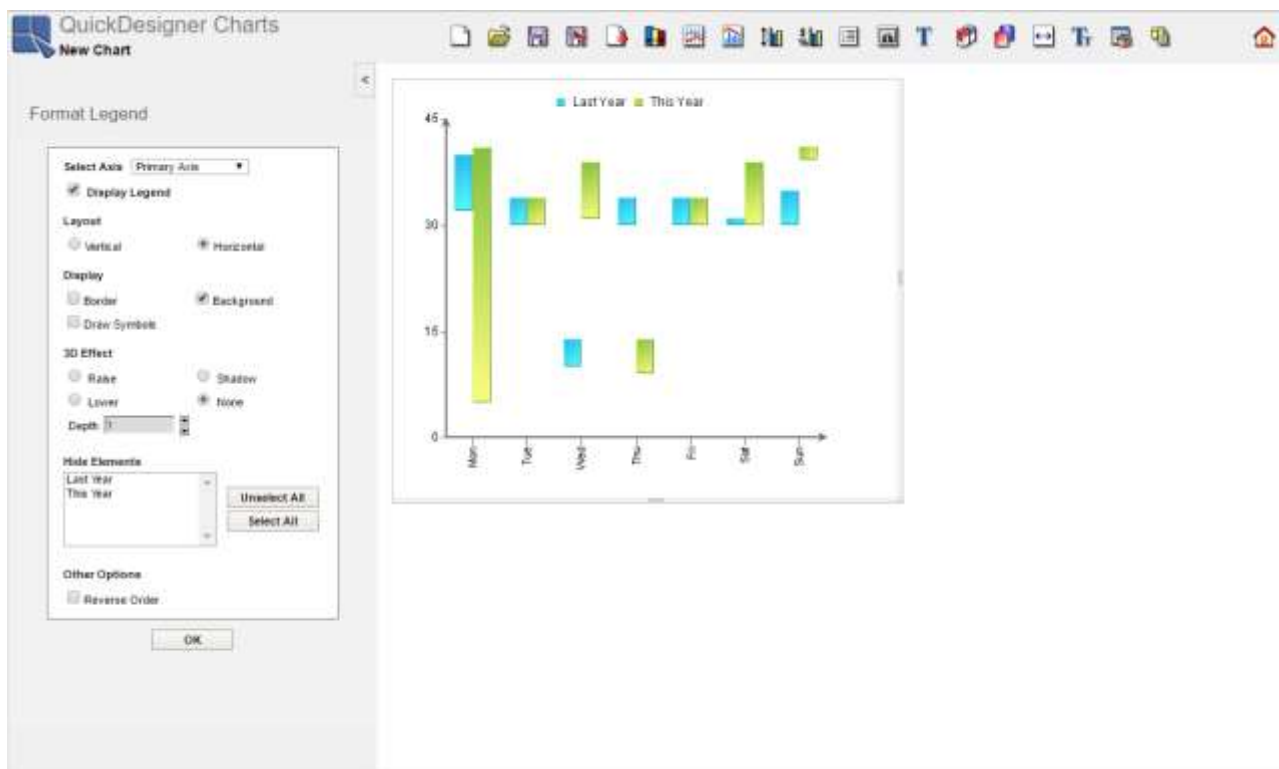 QuickDesigner Charts
New Chart
<
Format Legend
Select Axis Primary Axis
Display Legend
Layout
Vertical Horizontal
Display
Border Background
Draw Symbols
3D Effect
Raise Shadow
Lower None
Depth 1
Hide Elements
Last Year
This Year
Unselect All
Select All
Other Options
Reverse Order
OK
Last Year This Year
45
30
15
0
Mon Tue Wed Thu Fri Sat Sun